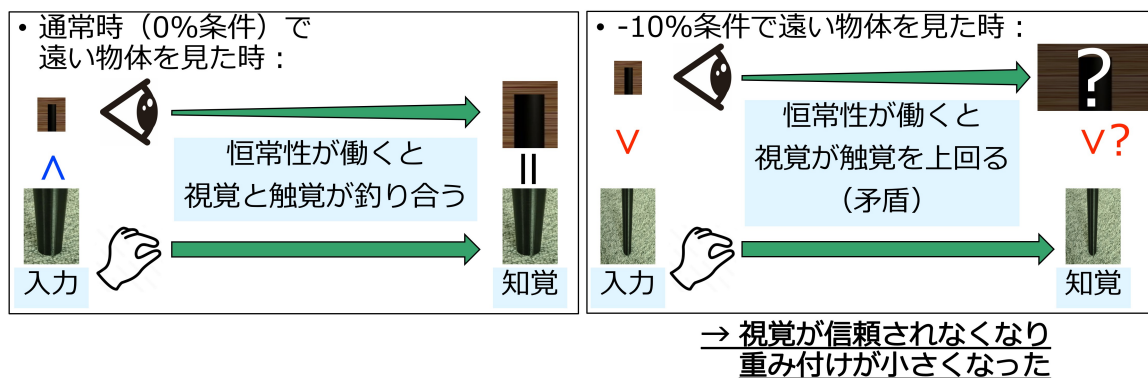 • 通常時（0%条件）で
遠い物体を見た時：
<
恒常性が働くと
視覚と触覚が釣り合う
=
入力
知覚
• -10%条件で遠い物体を見た時：
?
>
恒常性が働くと
視覚が触覚を上回る
（矛盾）
>?
入力
知覚
→ 視覚が信頼されなくなり
重み付けが小さくなった